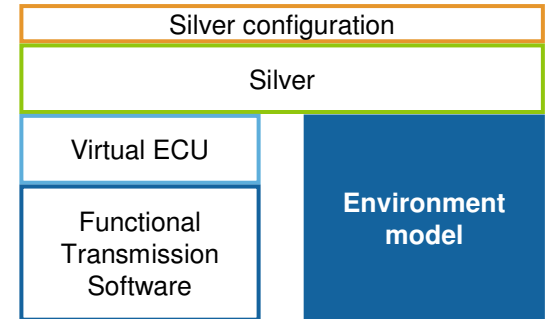 Silver configuration
Silver
Virtual ECU
Functional
Transmission
Software
Environment
model